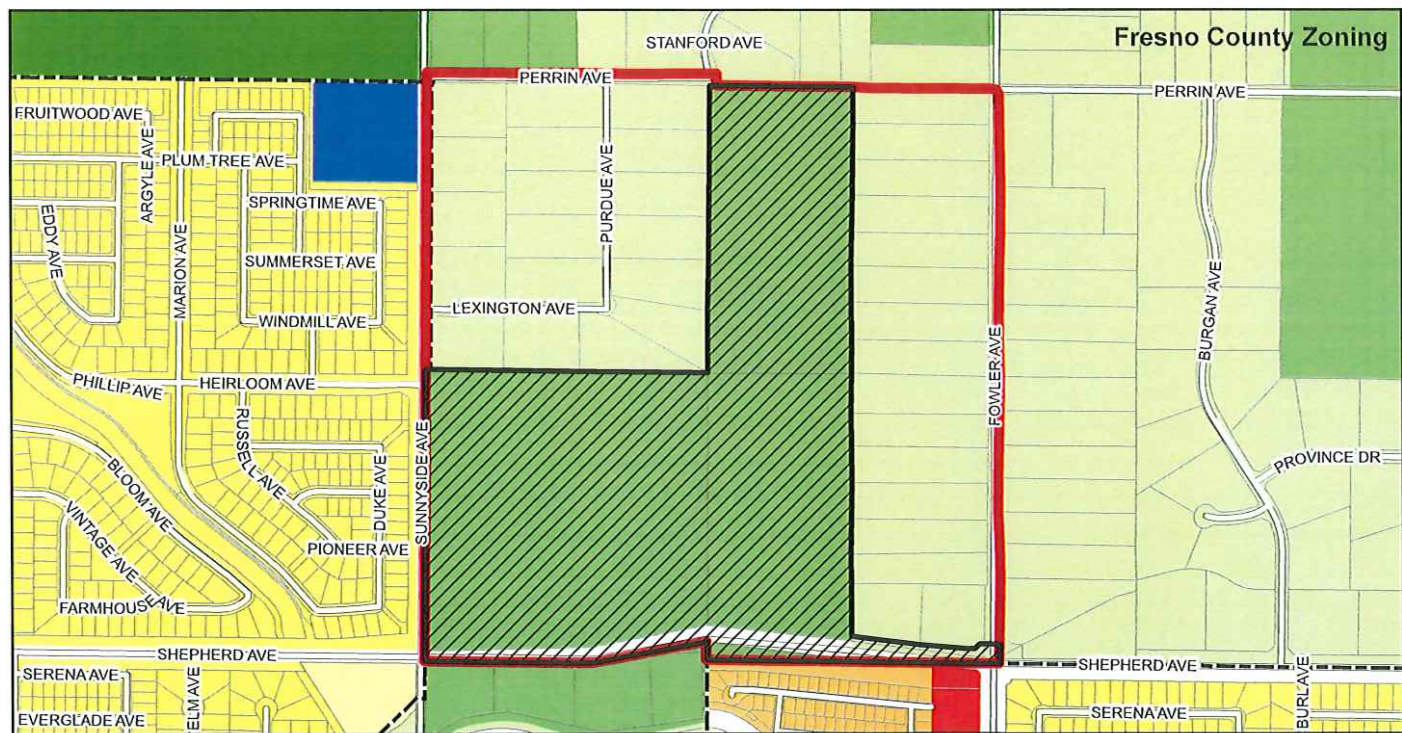 Fresno County Zoning
STANFORD AVE
PERRIN AVE
PERRIN AVE
FRUITWOOD AVE
ARGYLE AVE
PLUM TREE AVE
MARION AVE
SPRINGTIME AVE
EDDY AVE
SUMMERSET AVE
PURDUE AVE
LEXINGTON AVE
WINDMILL AVE
BURGAN AVE
FOWLER AVE
PHILLIP AVE
HEIRLOOM AVE
RUSSELL AVE
DUKE AVE
SUNNYSIDE AVE
BLOOM AVE
PROVINCE DR
VINTAGE AVE
PIONEER AVE
FARMHOUSE AVE
SHEPHERD AVE
SHEPHERD AVE
SERENA AVE
ELM AVE
EVERGLADE AVE
SERENA AVE
BURL AVE